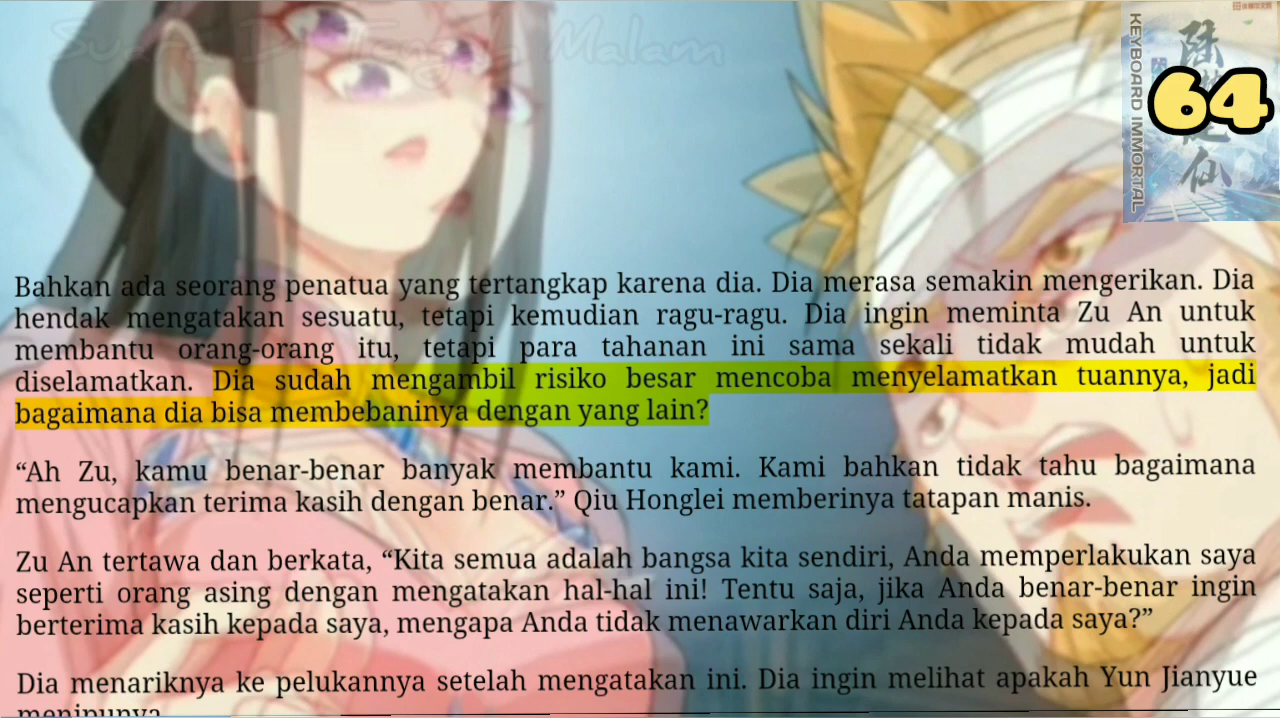 Suara Di Tengah Malam
KEYBOARD IMMORTAL
64
仙
Bahkan ada seorang penatua yang tertangkap karena dia. Dia merasa semakin mengerikan. Dia
hendak mengatakan sesuatu, tetapi kemudian ragu-ragu. Dia ingin meminta Zu An untuk
membantu orang-orang itu, tetapi para tahanan ini sama sekali tidak mudah untuk
diselamatkan. Dia sudah mengambil risiko besar mencoba menyelamatkan tuannya, jadi
bagaimana dia bisa membebaninya dengan yang lain?
“Ah Zu, kamu benar-benar banyak membantu kami. Kami bahkan tidak tahu bagaimana
mengucapkan terima kasih dengan benar.” Qiu Honglei memberinya tatapan manis.
Zu An tertawa dan berkata, “Kita semua adalah bangsa kita sendiri, Anda memperlakukan saya
seperti orang asing dengan mengatakan hal-hal ini! Tentu saja, jika Anda benar-benar ingin
berterima kasih kepada saya, mengapa Anda tidak menawarkan diri Anda kepada saya?”
Dia menariknya ke pelukannya setelah mengatakan ini. Dia ingin melihat apakah Yun Jianyue
menipunya